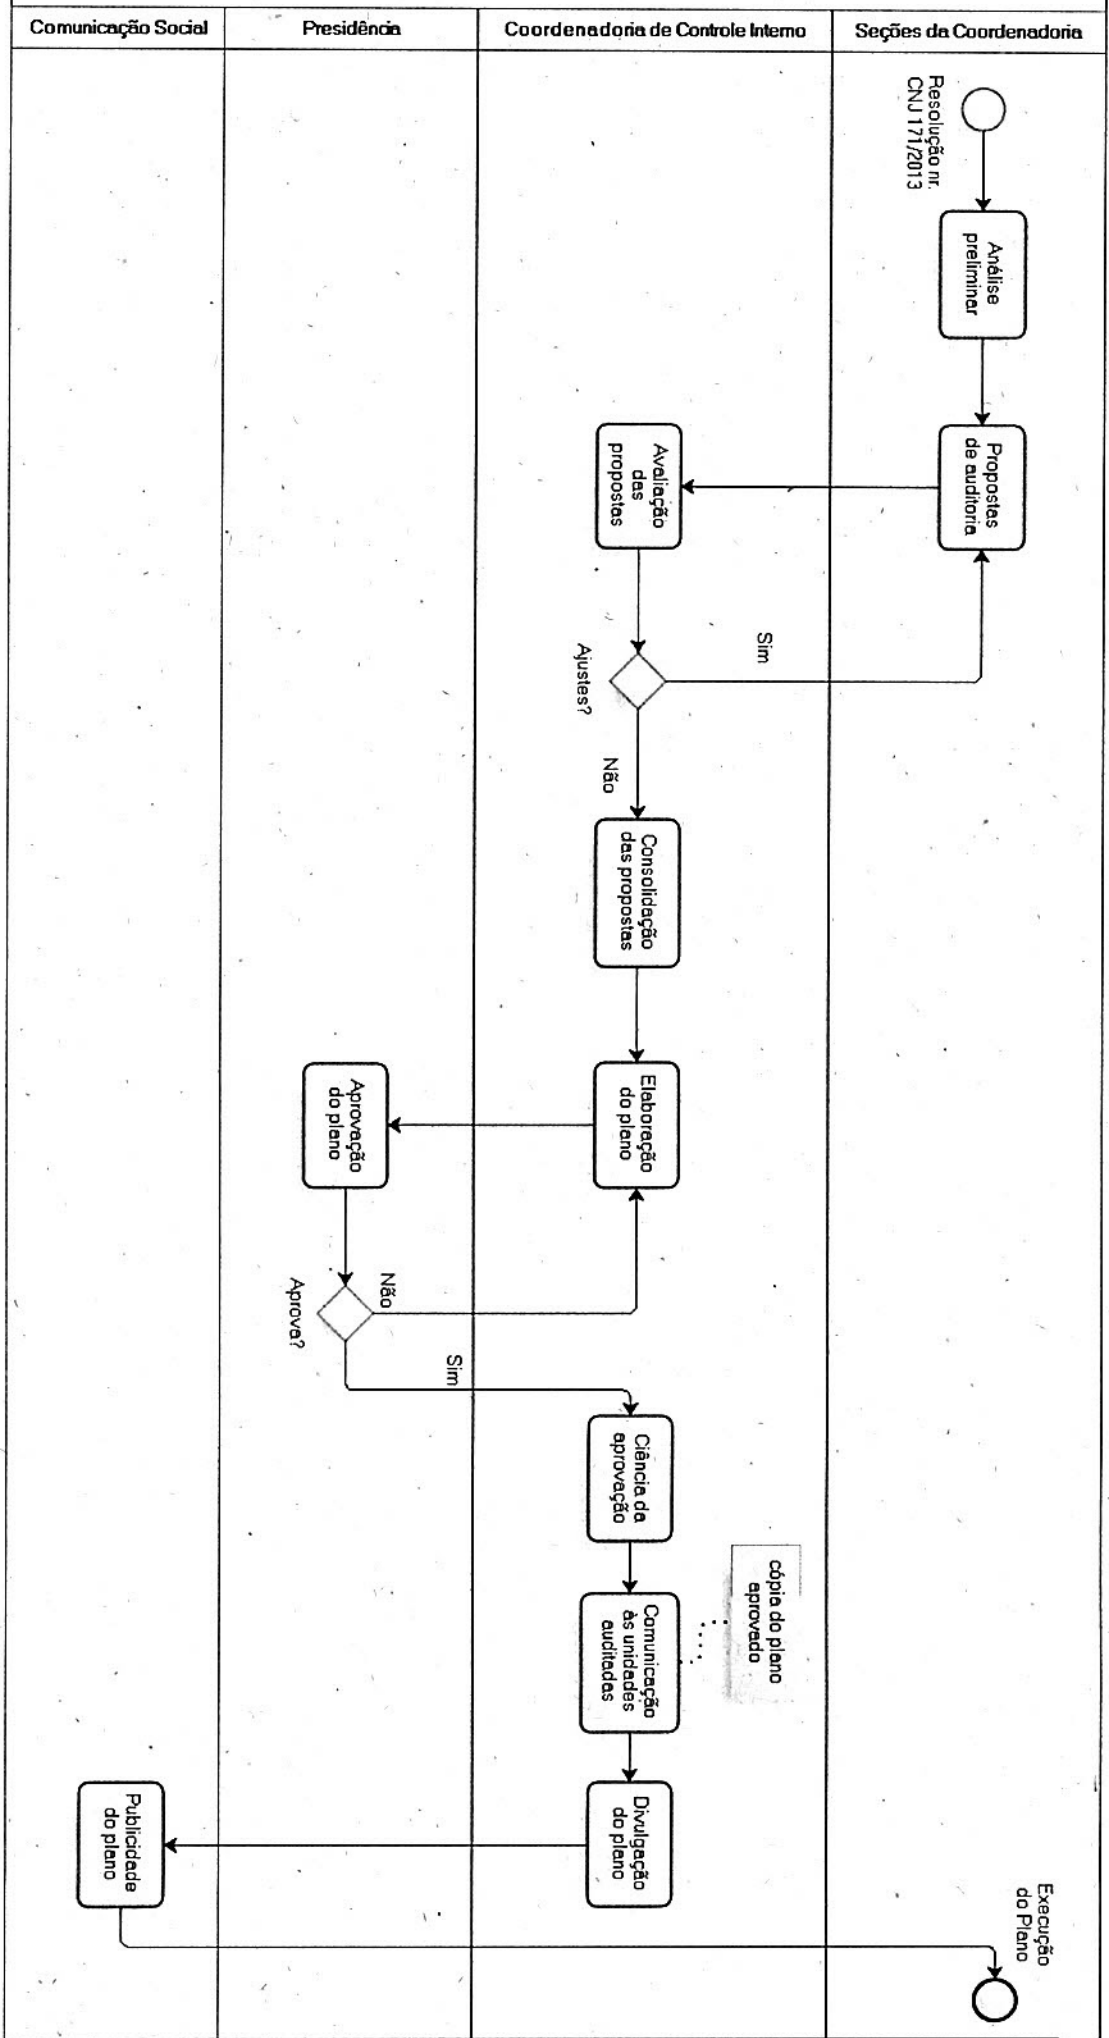 Comunicação Social
Presidência
Coordenadoria de Controle Interno
Seções da Coordenadoria
Resolução nr.
CNJ 171/2013
Análise
preliminar
Propostas
de auditoria
Avaliação
das
propostas
Ajustes?
Sim
Não
Consolidação
das propostas
Elaboração
do plano
Aprovação
do plano
Aprova?
Não
Sim
Ciência da
aprovação
Comunicação
às unidades
auditadas
cópia do plano
aprovado
Divulgação
do plano
Publicidade
do plano
Execução
do Plano